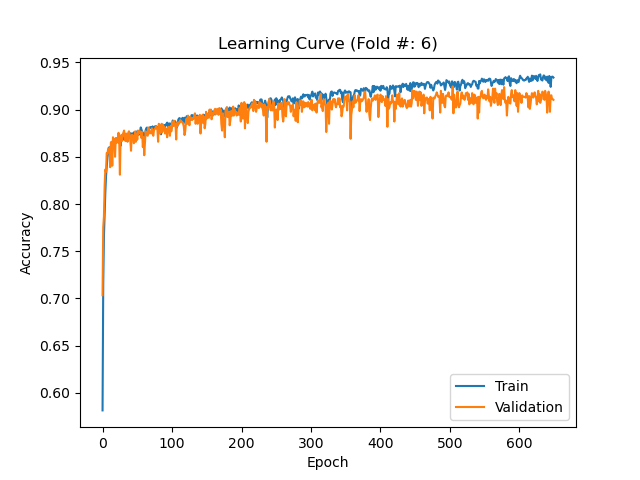 Learning Curve (Fold #: 6)
0.95
0.90
0.85
0.80
0.75
0.70
0.65
0.60
Accuracy
0 100 200 300 400 500 600
Epoch
Train
Validation